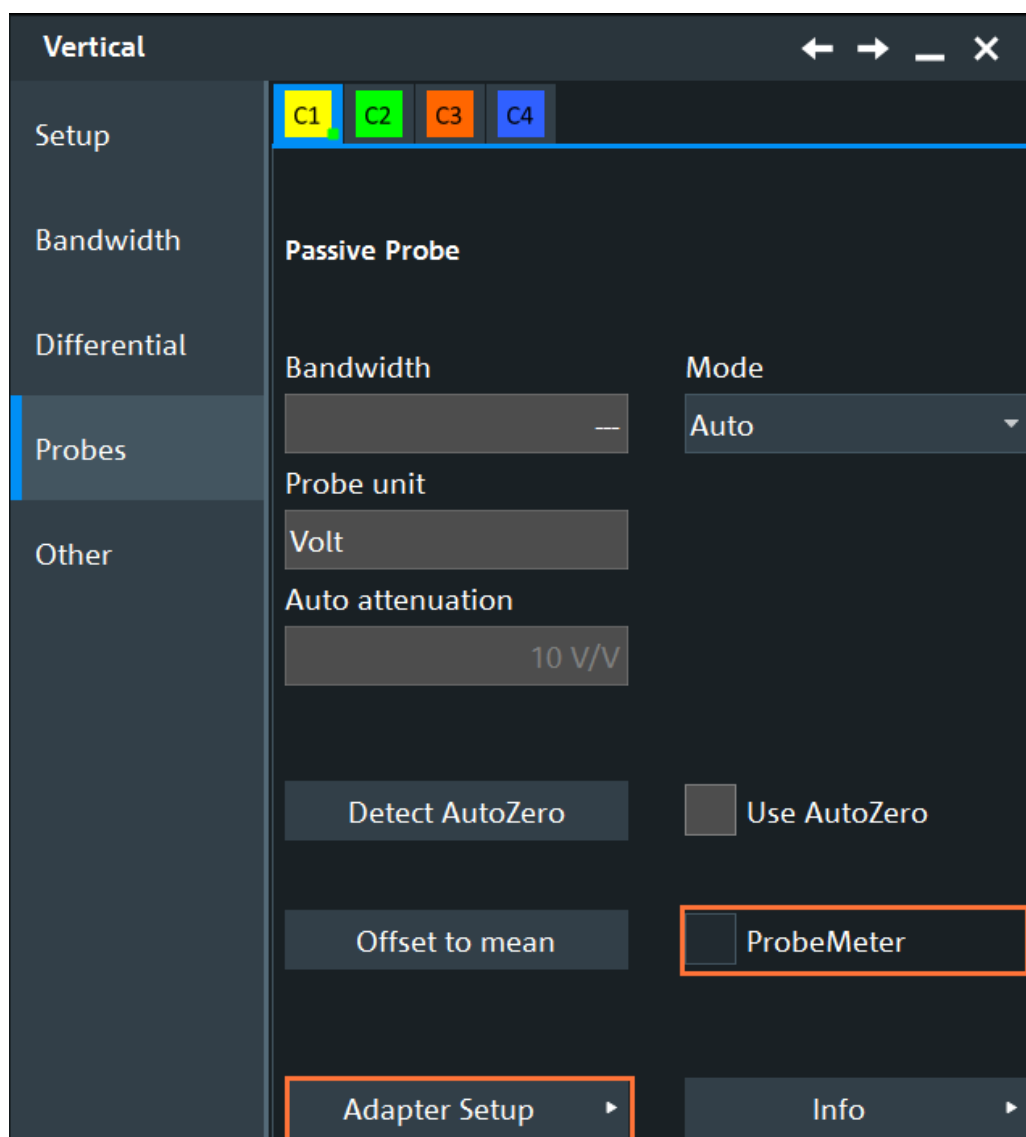 Vertical
C1 C2 C3 C4
Setup
Bandwidth
Differential
Probes
Other
Passive Probe
Bandwidth Mode
--- Auto
Probe unit
Volt
Auto attenuation
10 V/V
Detect AutoZero Use AutoZero
Offset to mean ProbeMeter
Adapter Setup Info